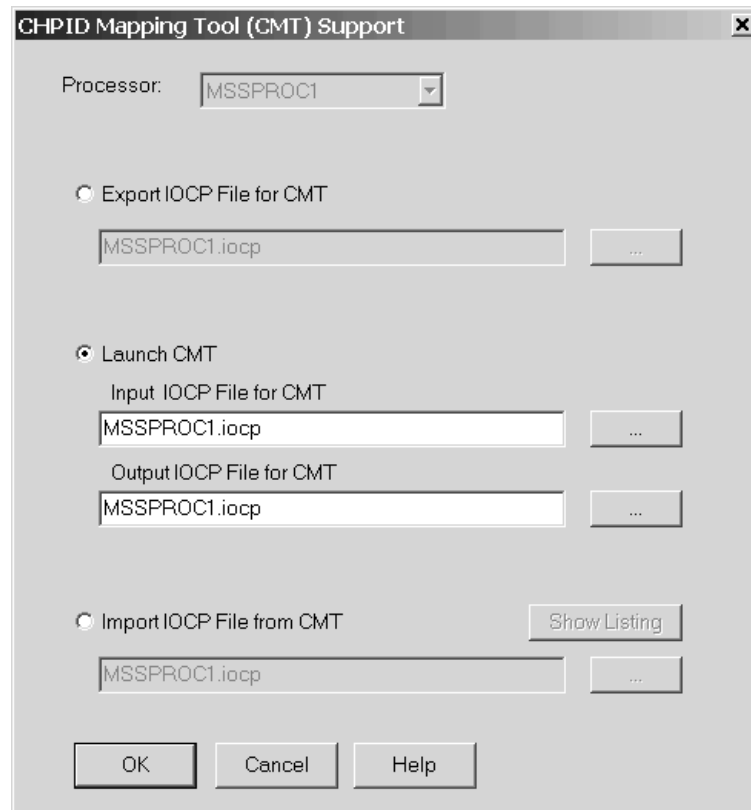 CHPID Mapping Tool (CMT) Support
Processor: MSSPROC1
Export IOCP File for CMT
MSSPROC1.iocp ...
Launch CMT
Input IOCP File for CMT
MSSPROC1.iocp ...
Output IOCP File for CMT
MSSPROC1.iocp ...
Import IOCP File from CMT Show Listing
MSSPROC1.iocp ...
OK Cancel Help